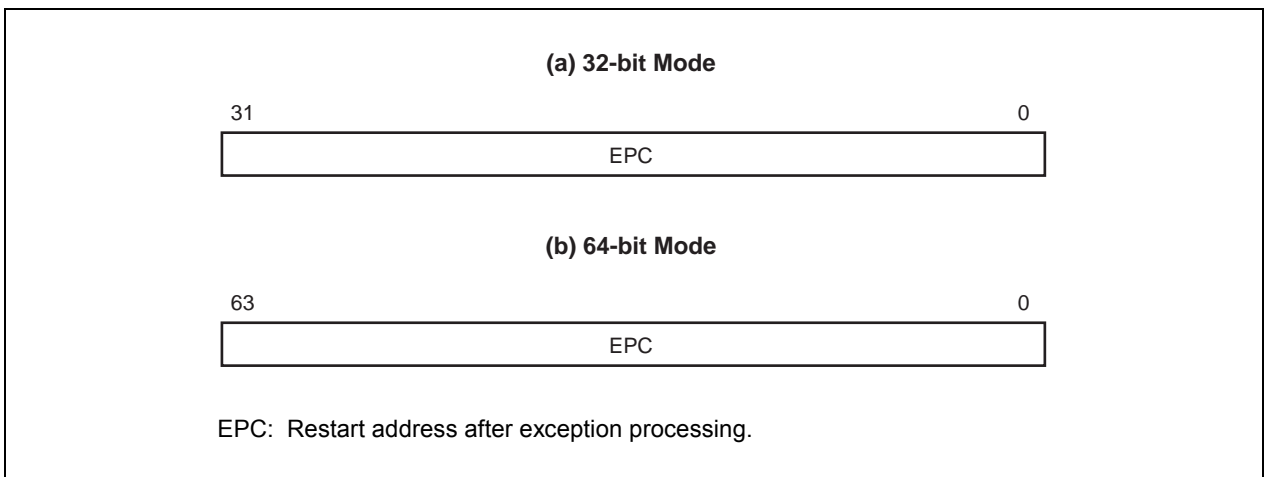 (a) 32-bit Mode
31 0
EPC
(b) 64-bit Mode
63 0
EPC
EPC: Restart address after exception processing.